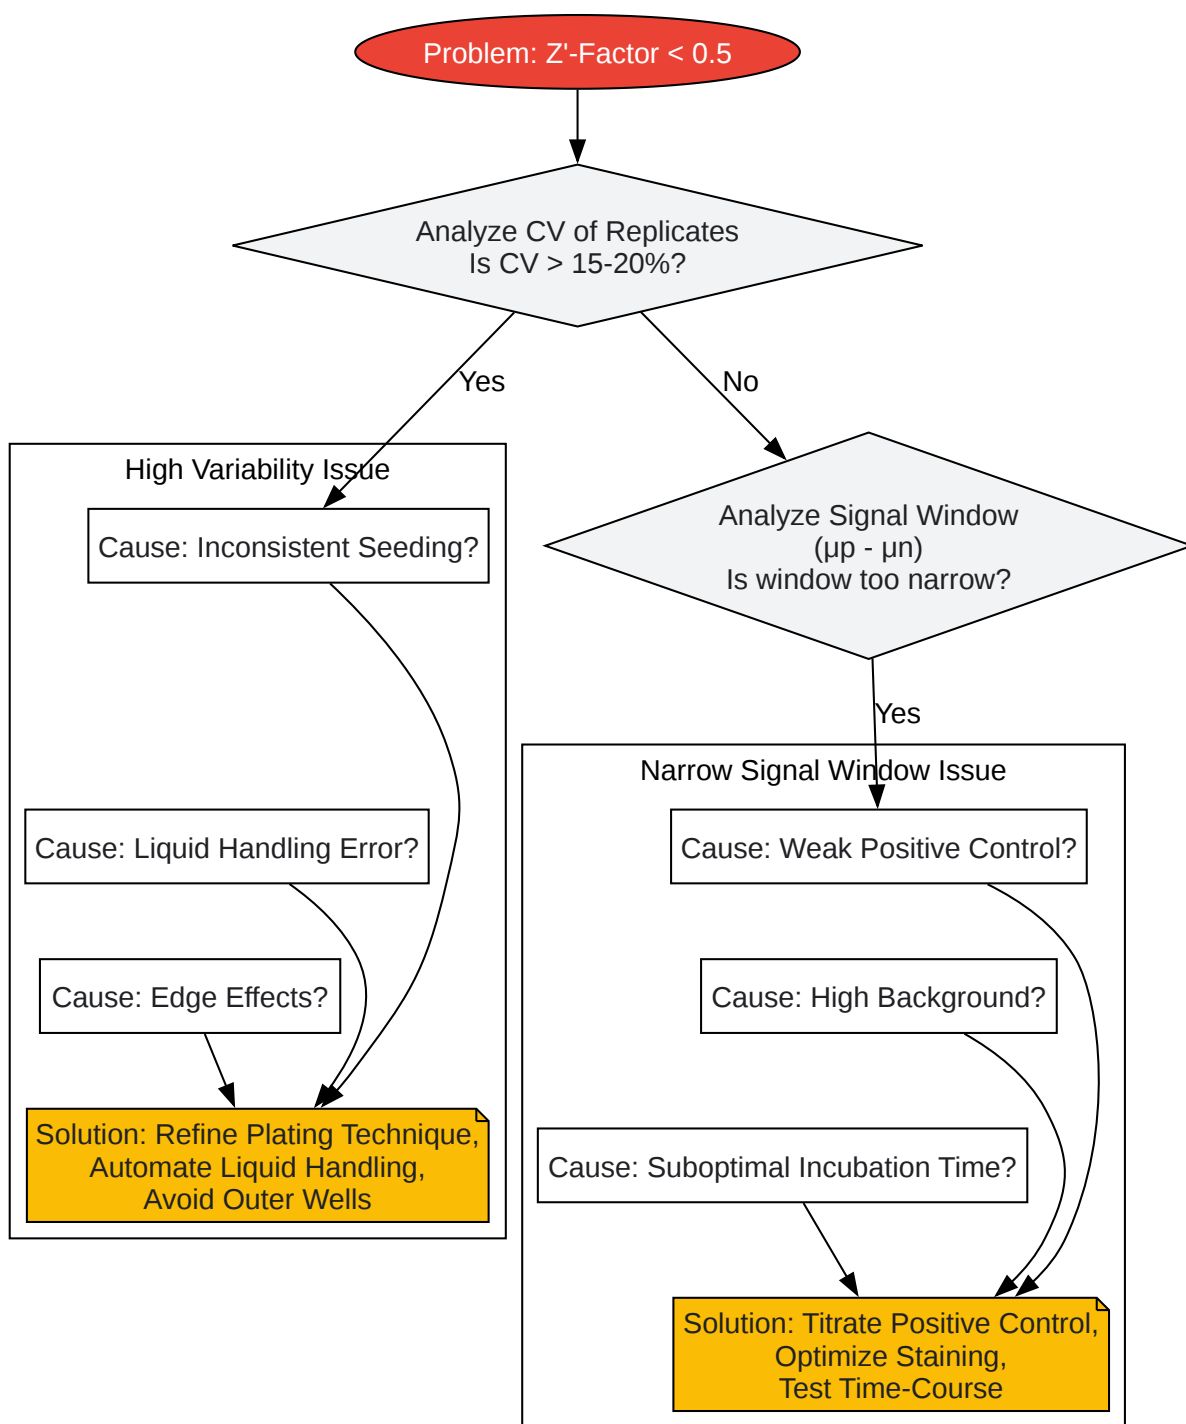 Problem: Z'-Factor < 0.5
Analyze CV of Replicates
Is CV > 15-20%?
Yes
No
High Variability Issue
Cause: Inconsistent Seeding?
Analyze Signal Window
(μp - μn)
Is window too narrow?
Yes
Narrow Signal Window Issue
Cause: Liquid Handling Error?
Cause: Weak Positive Control?
Cause: Edge Effects?
Cause: High Background?
Solution: Refine Plating Technique,
Automate Liquid Handling,
Avoid Outer Wells
Cause: Suboptimal Incubation Time?
Solution: Titrate Positive Control,
Optimize Staining,
Test Time-Course